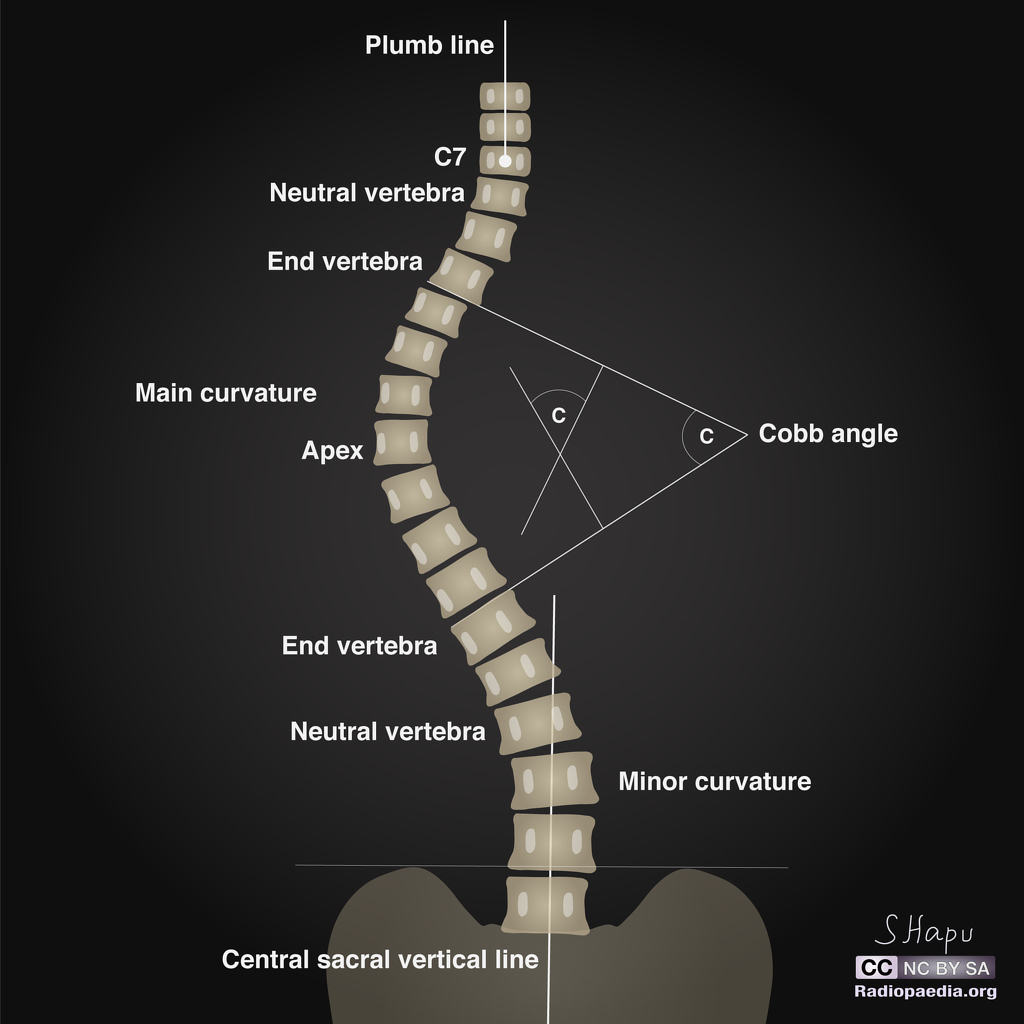 Plumb line
C7
Neutral vertebra
End vertebra
Main curvature
C
C
Cobb angle
Apex
End vertebra
Neutral vertebra
Minor curvature
SHapu
Central sacral vertical line
CC NC BY SA
Radiopaedia.org